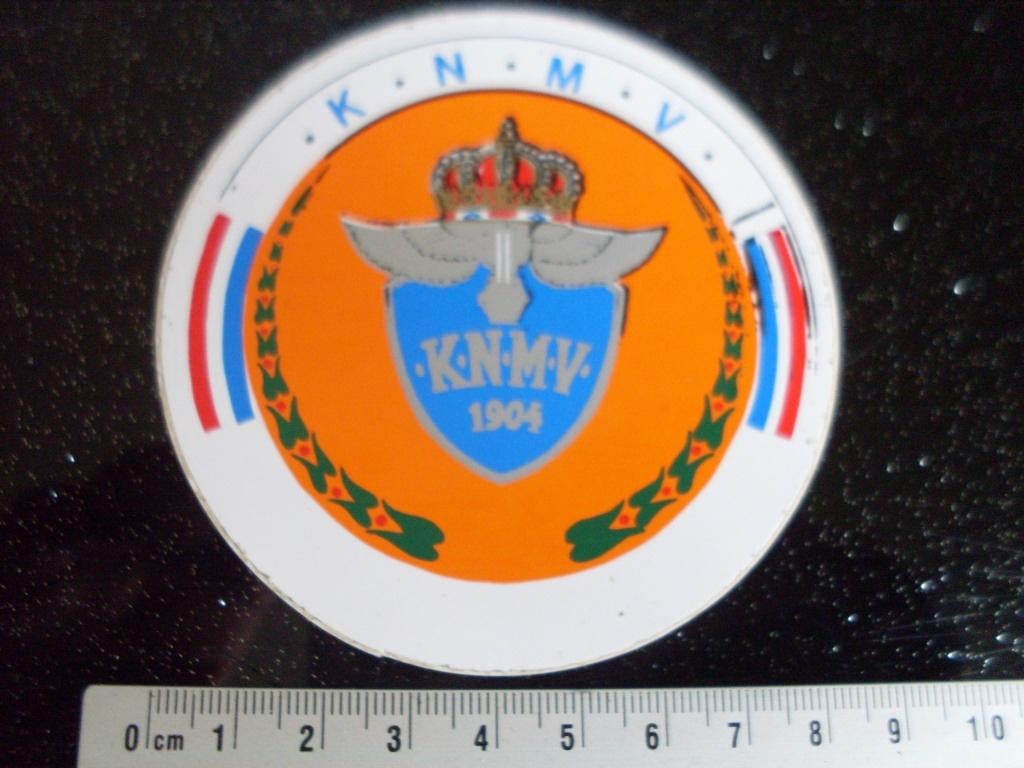 · K · N · M · V ·
·K·N·M·V·
1904
0 cm 1 2 3 4 5 6 7 8 9 10